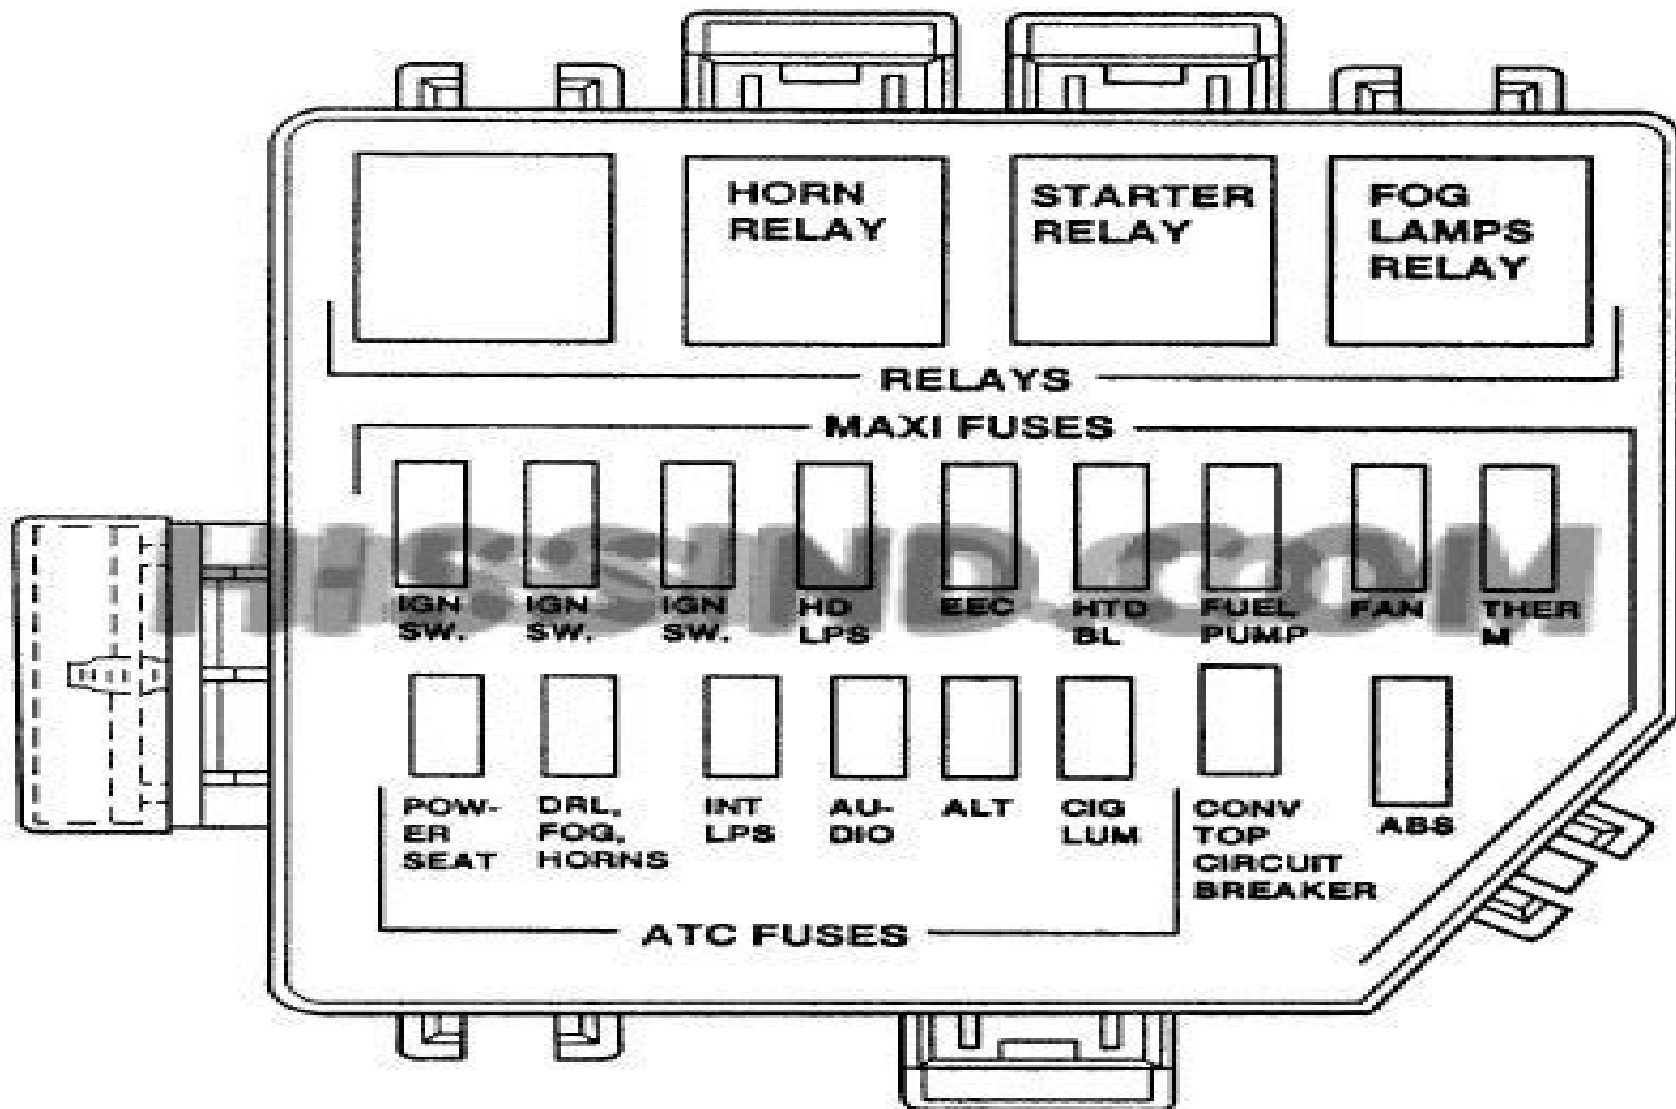 HORN
RELAY
STARTER
RELAY
FOG
LAMPS
RELAY
RELAYS
MAXI FUSES
IGN
SW.
IGN
SW.
IGN
SW.
HD
LPS
EEC
HTD
BL
FUEL
PUMP
FAN
THER
M
HISSIND.COM
POW-
ER
SEAT
DRL,
FOG,
HORNS
INT
LPS
AU-
DIO
ALT
CIG
LUM
CONV
TOP
CIRCUIT
BREAKER
ABS
ATC FUSES